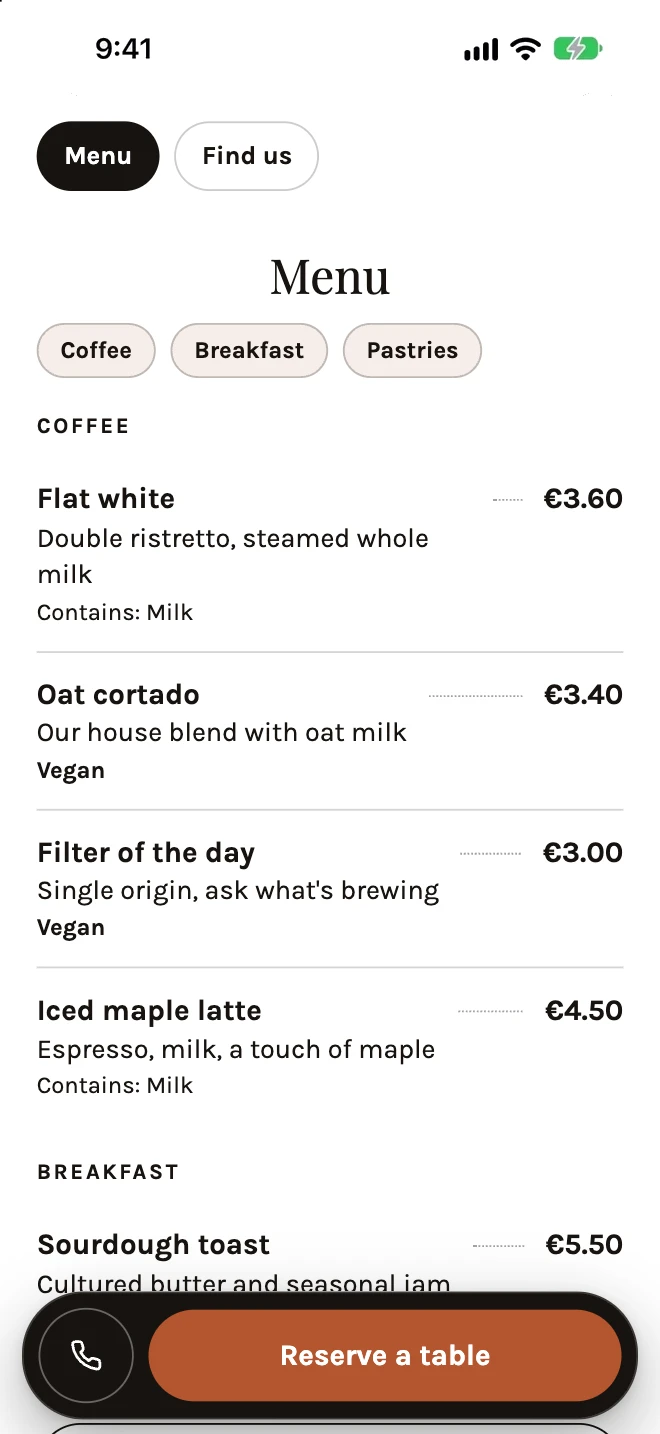 9:41
Menu
Find us
Menu
Coffee
Breakfast
Pastries
COFFEE
Flat white €3.60
Double ristretto, steamed whole
milk
Contains: Milk
Oat cortado €3.40
Our house blend with oat milk
Vegan
Filter of the day €3.00
Single origin, ask what's brewing
Vegan
Iced maple latte €4.50
Espresso, milk, a touch of maple
Contains: Milk
BREAKFAST
Sourdough toast €5.50
Cultured butter and seasonal jam
Reserve a table